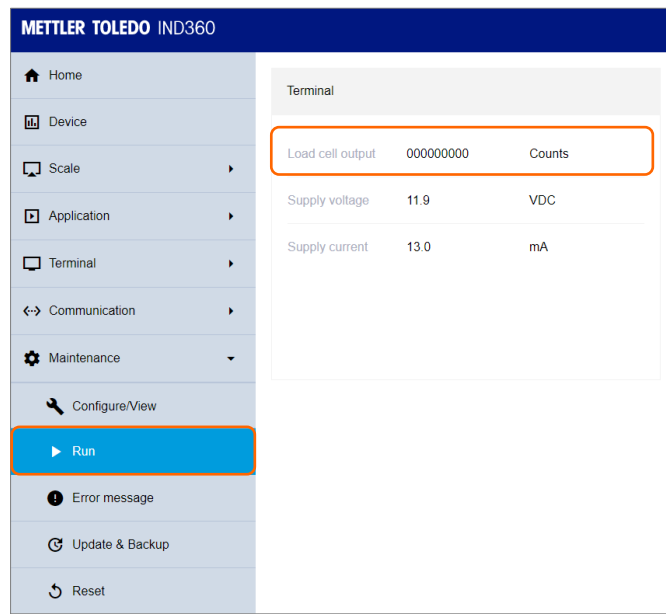 METTLER TOLEDO IND360
Home
Device
Scale
Application
Terminal
Communication
Maintenance
Configure/View
Run
Error message
Update & Backup
Reset
Terminal
Load cell output 000000000 Counts
Supply voltage 11.9 VDC
Supply current 13.0 mA